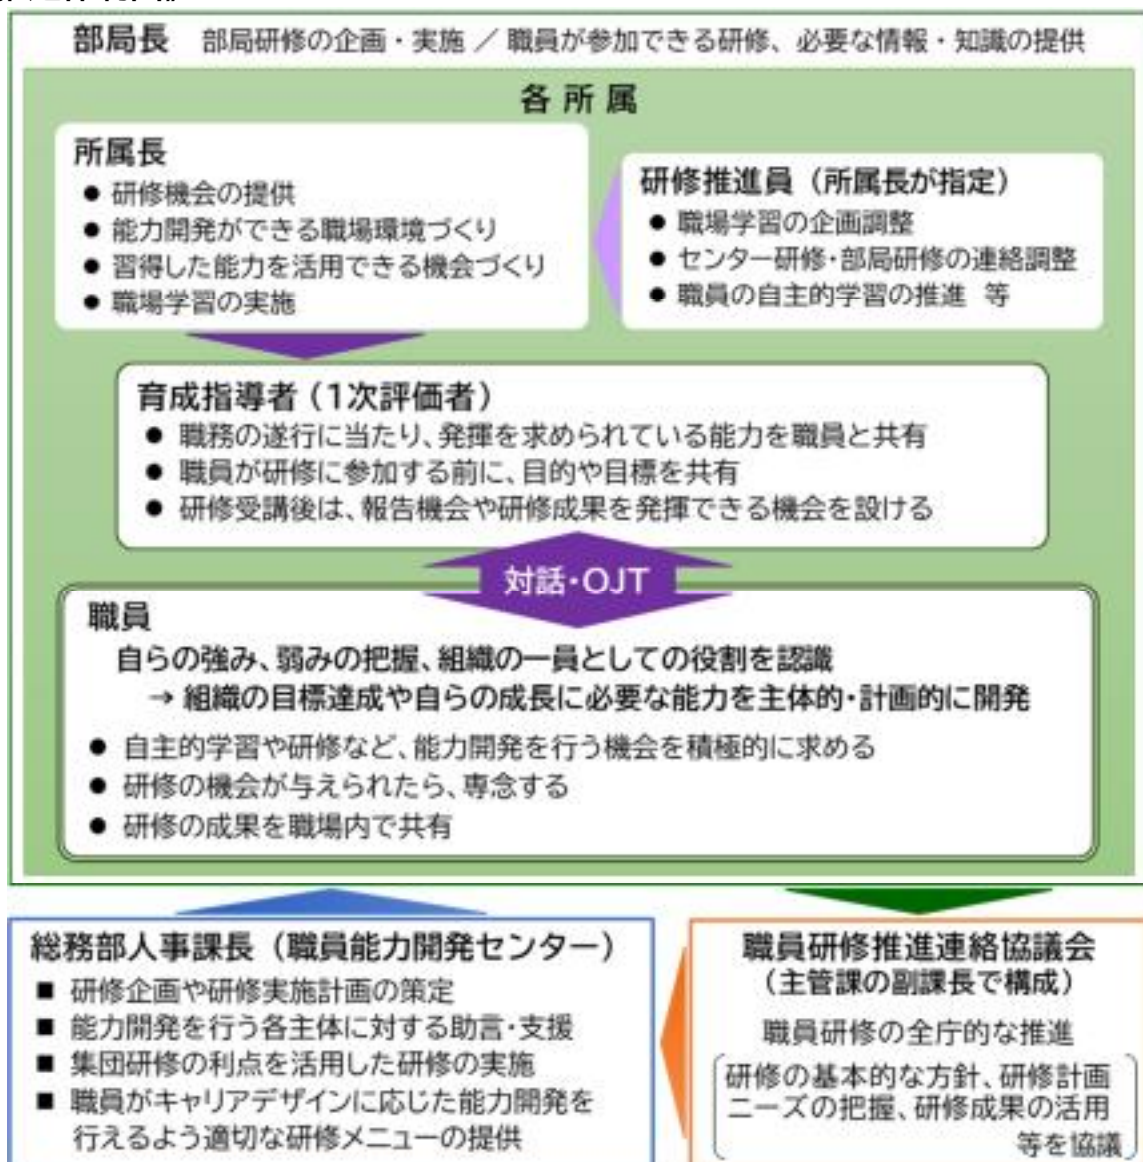 部局長 部局研修の企画・実施 ／ 職員が参加できる研修、必要な情報・知識の提供
各 所 属
所属長
● 研修機会の提供
● 能力開発ができる職場環境づくり
● 習得した能力を活用できる機会づくり
● 職場学習の実施
研修推進員（所属長が指定）
● 職場学習の企画調整
● センター研修・部局研修の連絡調整
● 職員の自主的学習の推進 等
育成指導者（1次評価者）
● 職務の遂行に当たり、発揮を求められている能力を職員と共有
● 職員が研修に参加する前に、目的や目標を共有
● 研修受講後は、報告機会や研修成果を発揮できる機会を設ける
対話・OJT
職員
自らの強み、弱みの把握、組織の一員としての役割を認識
→ 組織の目標達成や自らの成長に必要な能力を主体的・計画的に開発
● 自主的学習や研修など、能力開発を行う機会を積極的に求める
● 研修の機会が与えられたら、専念する
● 研修の成果を職場内で共有
総務部人事課長（職員能力開発センター）
■ 研修企画や研修実施計画の策定
■ 能力開発を行う各主体に対する助言・支援
■ 集団研修の利点を活用した研修の実施
■ 職員がキャリアデザインに応じた能力開発を
行えるよう適切な研修メニューの提供
職員研修推進連絡協議会
（主管課の副課長で構成）
職員研修の全庁的な推進
研修の基本的な方針、研修計画
ニーズの把握、研修成果の活用
等を協議